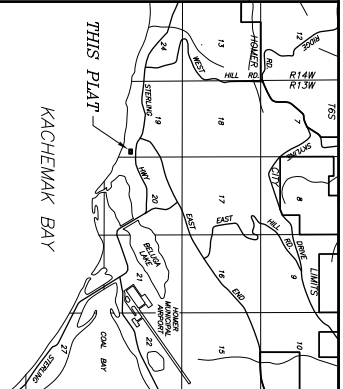 THIS PLAT
KACHEMAK BAY
24
13
12
RIDGE
RD.
WEST
HILL
RD.
HOMER
R14W
R13W
T6S
STERLING
HWY
19
18
7
SKYLINE
CITY
20
17
8
EAST
EAST
HILL
RD.
DRIVE
LIMITS
BELUGA
LAKE
21
16
9
END
HOMER
MUNICIPAL
AIRPORT
COAL BAY
22
15
10
27
STERLING